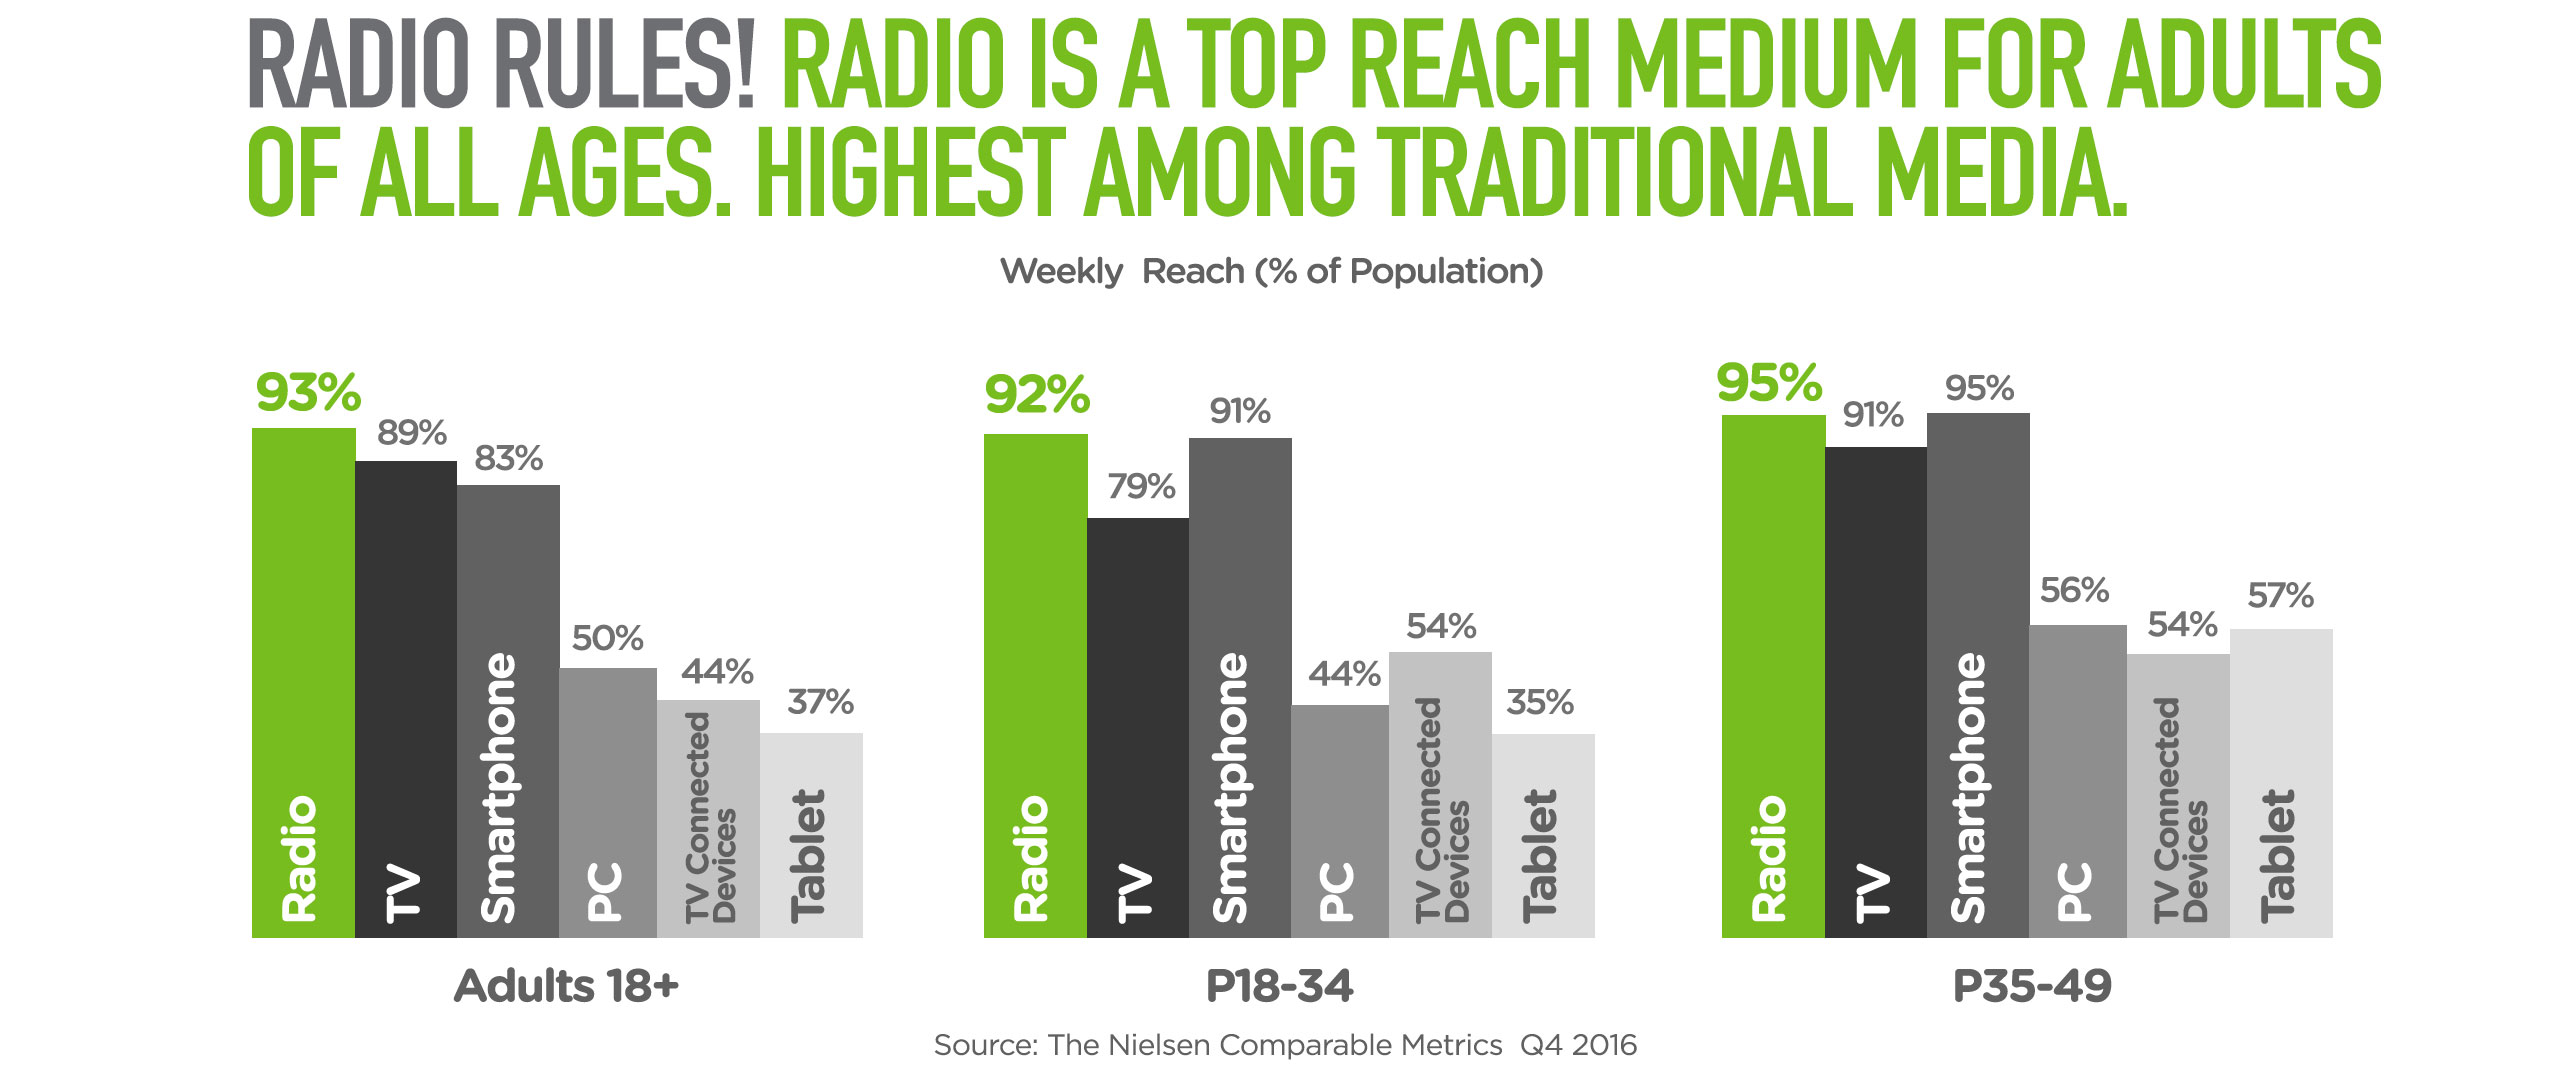 RADIO RULES! RADIO IS A TOP REACH MEDIUM FOR ADULTS
OF ALL AGES. HIGHEST AMONG TRADITIONAL MEDIA.
Weekly Reach (% of Population)
93%
89%
83%
50%
44%
37%
Radio
TV
Smartphone
PC
TV Connected
Devices
Tablet
Adults 18+
92%
79%
91%
44%
54%
35%
Radio
TV
Smartphone
PC
TV Connected
Devices
Tablet
P18-34
95%
91%
95%
56%
54%
57%
Radio
TV
Smartphone
PC
TV Connected
Devices
Tablet
P35-49
Source: The Nielsen Comparable Metrics Q4 2016